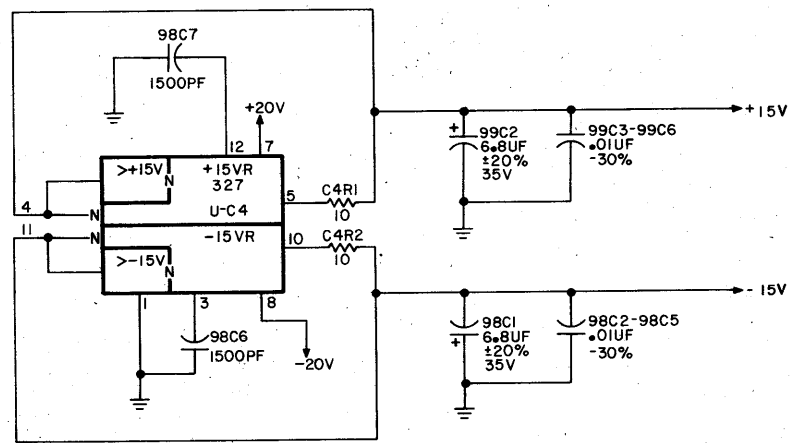 98C7
1500PF
+20V
+15V
12
7
99C2
6.8UF
±20%
35V
99C3-99C6
.01UF
-30%
>+15V
N
+15VR
327
5
C4R1
10
4
N
U-C4
11
N
-15VR
10
C4R2
10
>-15V
N
-15V
1
3
8
98C6
1500PF
-20V
98C1
6.8UF
±20%
35V
98C2-98C5
.01UF
-30%